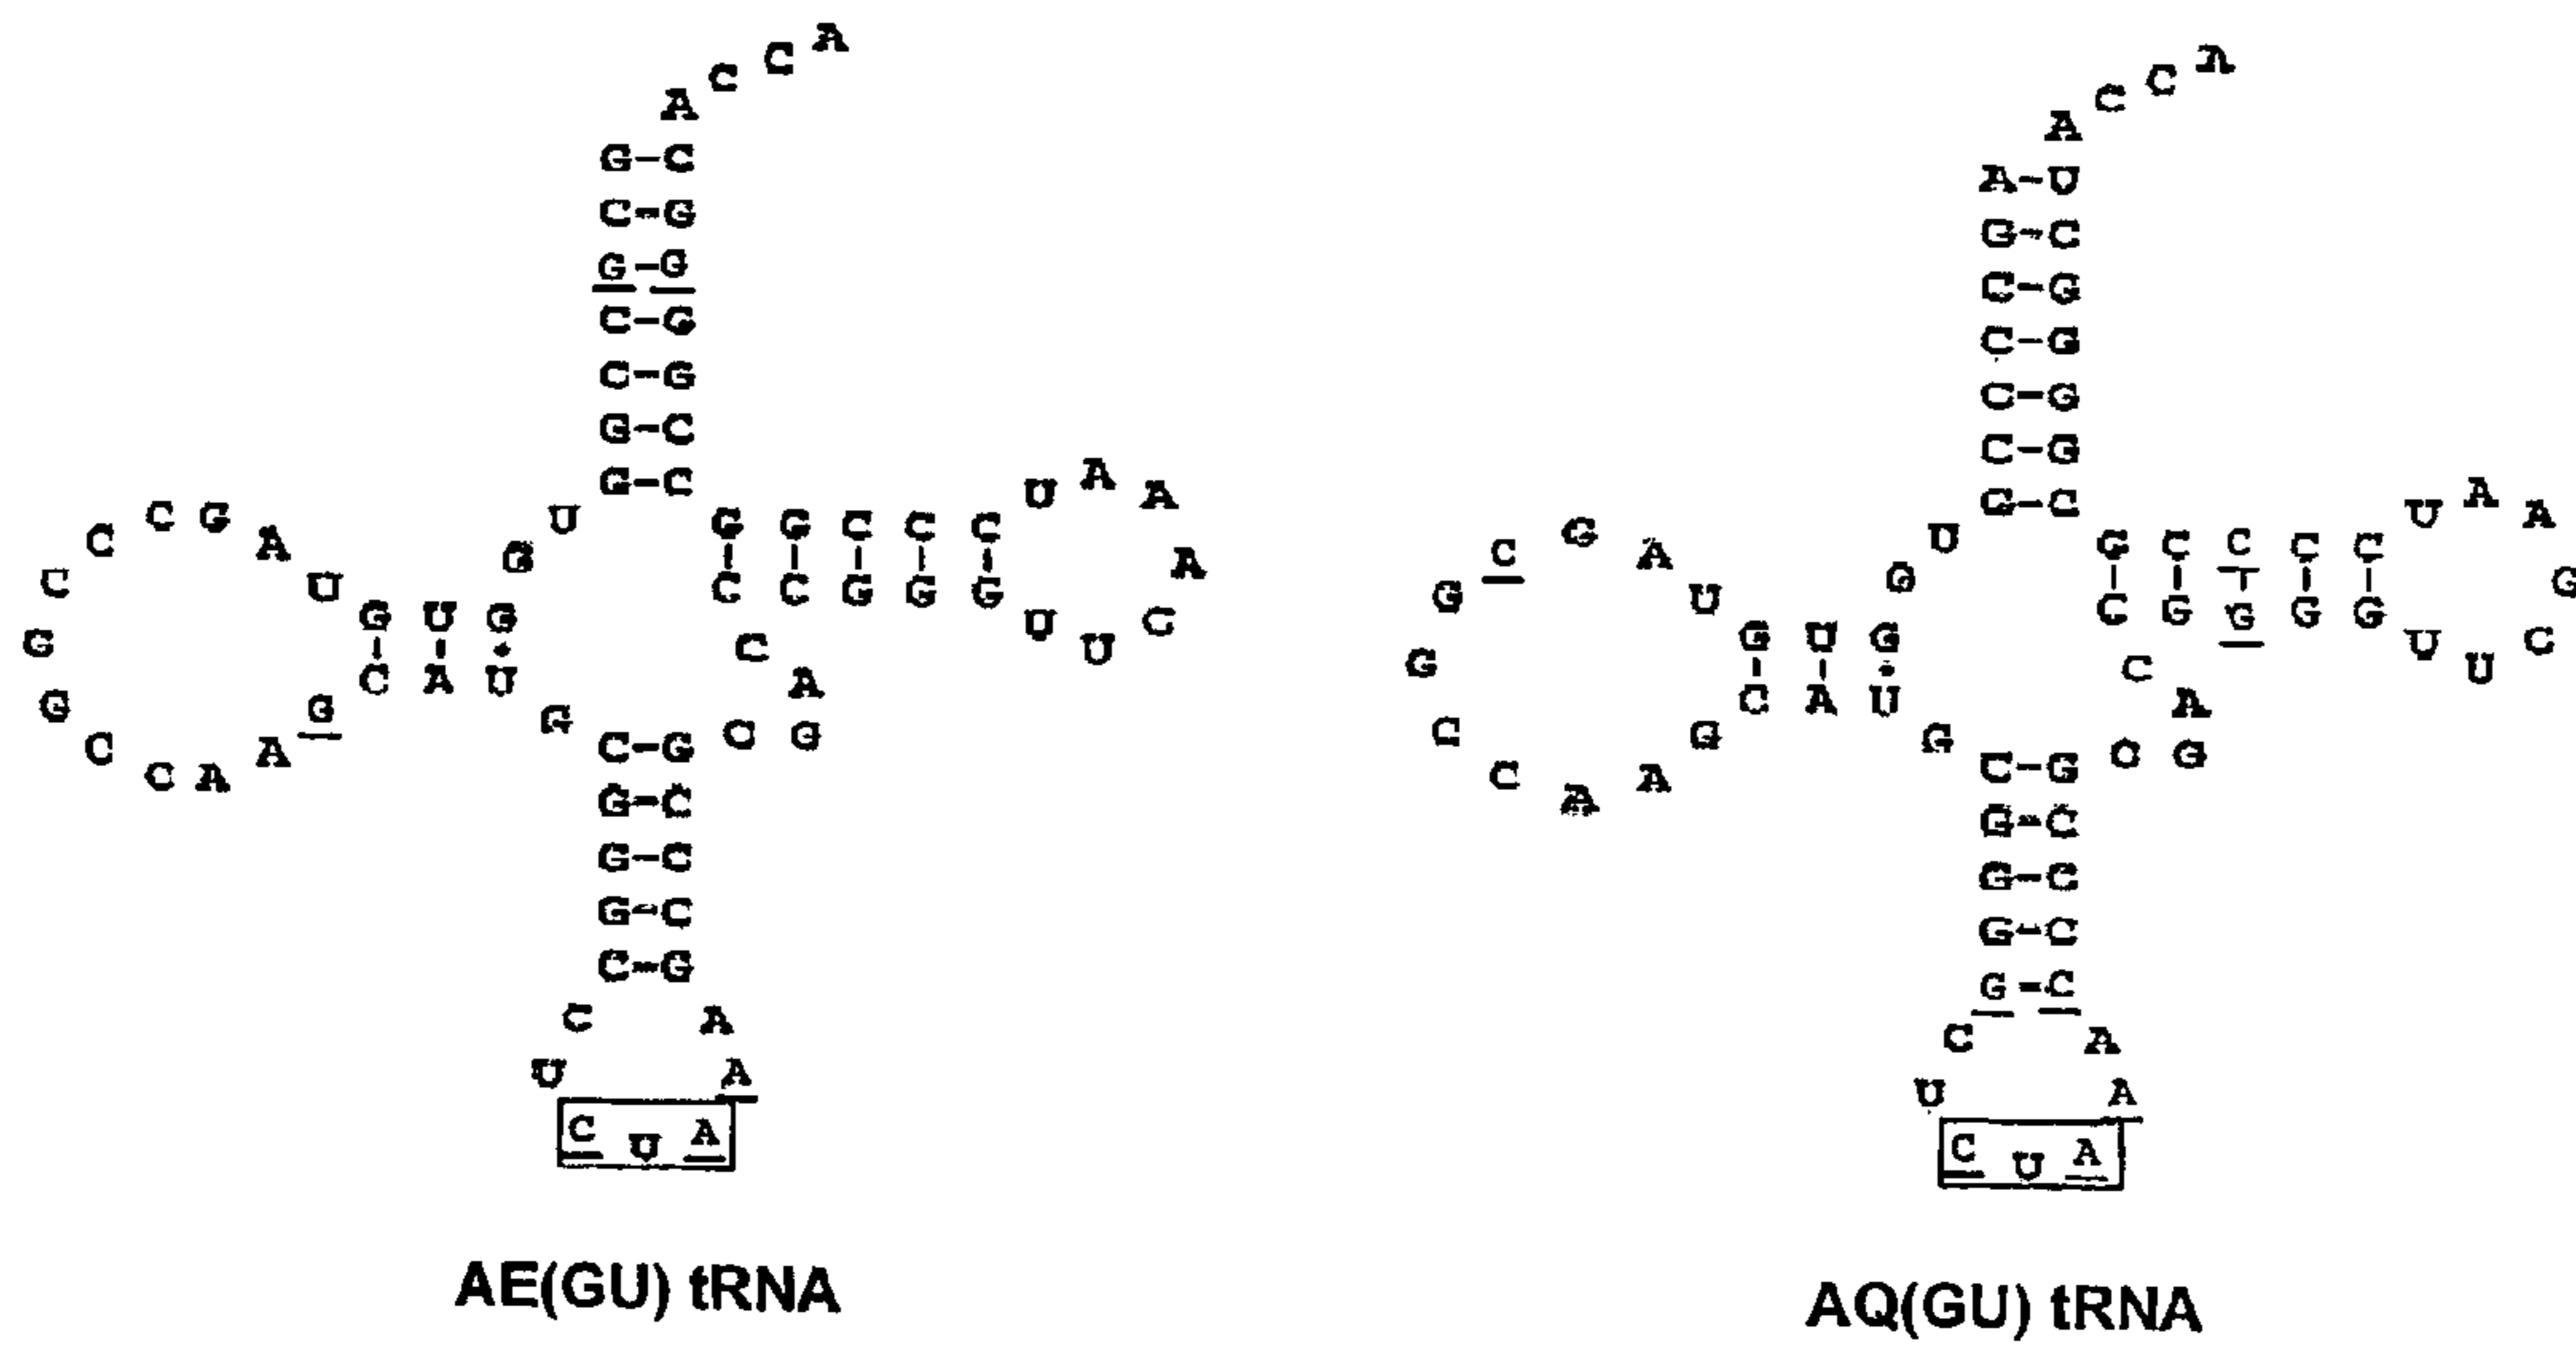 A C C A
G-C
C-G
G-G
C-G
C-G
G-C
G-C
U G
G U G
U A G C C C G G C C A A G
C A U
G
G G C C C U A A A
C C G G G U U C
C A G C
C-G
G-C
G-C
G-C
C-G
C A
U A
C U A
AE(GU) tRNA
A C C A
A-U
G-C
C-G
C-G
C-G
C-G
G-C
U G
G U G
U A G C G G C C A A G
C A U
G
G C C C C U A A G
C G G G G U U C
C A G C
C-G
G-C
G-C
G-C
G-C
C A
U A
C U A
AQ(GU) tRNA